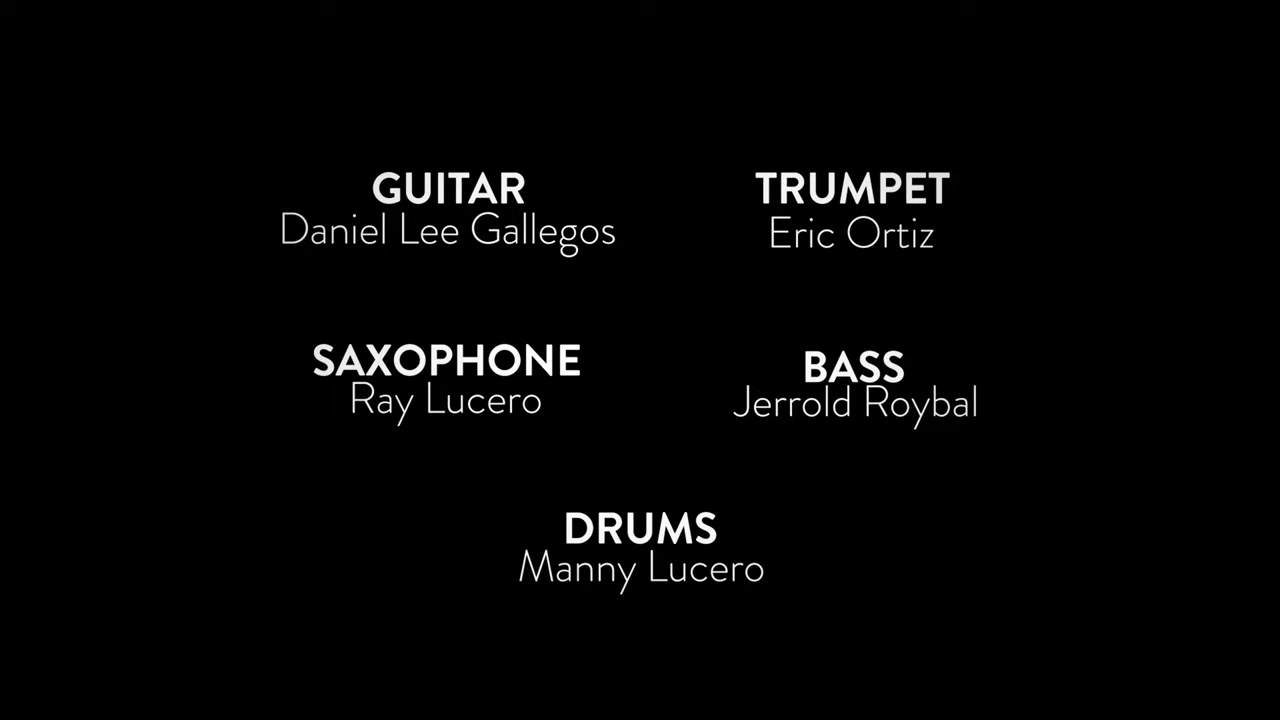 GUITAR
Daniel Lee Gallegos
TRUMPET
Eric Ortiz
SAXOPHONE
Ray Lucero
BASS
Jerrold Roybal
DRUMS
Manny Lucero